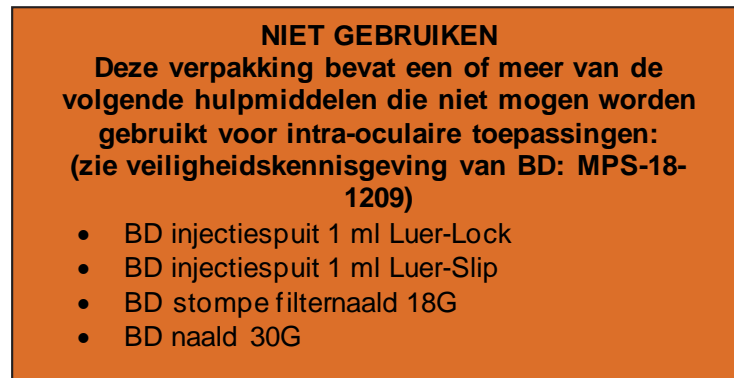 NIET GEBRUIKEN
Deze verpakking bevat een of meer van de
volgende hulpmiddelen die niet mogen worden
gebruikt voor intra-oculaire toepassingen:
(zie veiligheidskennisgeving van BD: MPS-18-
1209)
• BD injectiespuit 1 ml Luer-Lock
• BD injectiespuit 1 ml Luer-Slip
• BD stompe filternaald 18G
• BD naald 30G